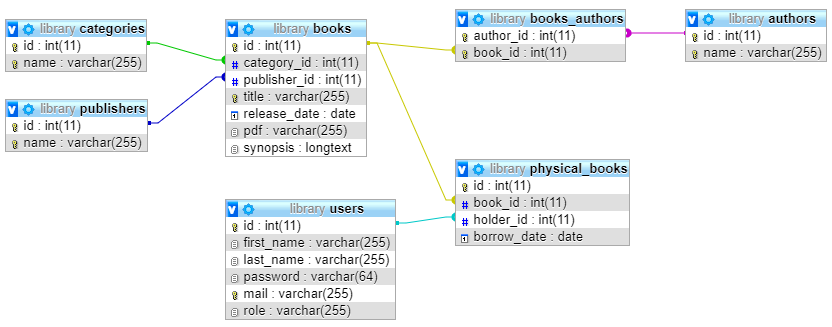 library categories
id : int(11)
name : varchar(255)
library publishers
id : int(11)
name : varchar(255)
library books
id : int(11)
category_id : int(11)
publisher_id : int(11)
title : varchar(255)
release_date : date
pdf : varchar(255)
synopsis : longtext
library users
id : int(11)
first_name : varchar(255)
last_name : varchar(255)
password : varchar(64)
mail : varchar(255)
role : varchar(255)
library books_authors
author_id : int(11)
book_id : int(11)
library authors
id : int(11)
name : varchar(255)
library physical_books
id : int(11)
book_id : int(11)
holder_id : int(11)
borrow_date : date